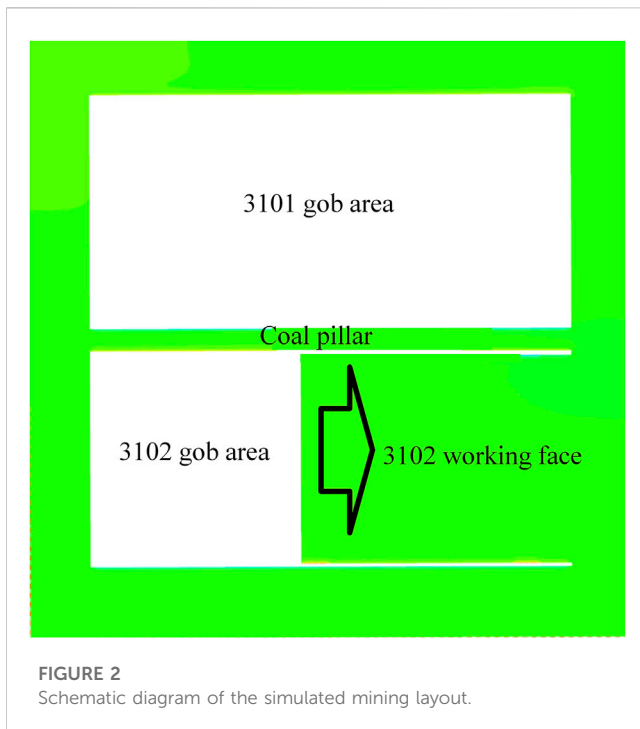 3101 gob area
Coal pillar
3102 gob area
3102 working face
FIGURE 2
Schematic diagram of the simulated mining layout.